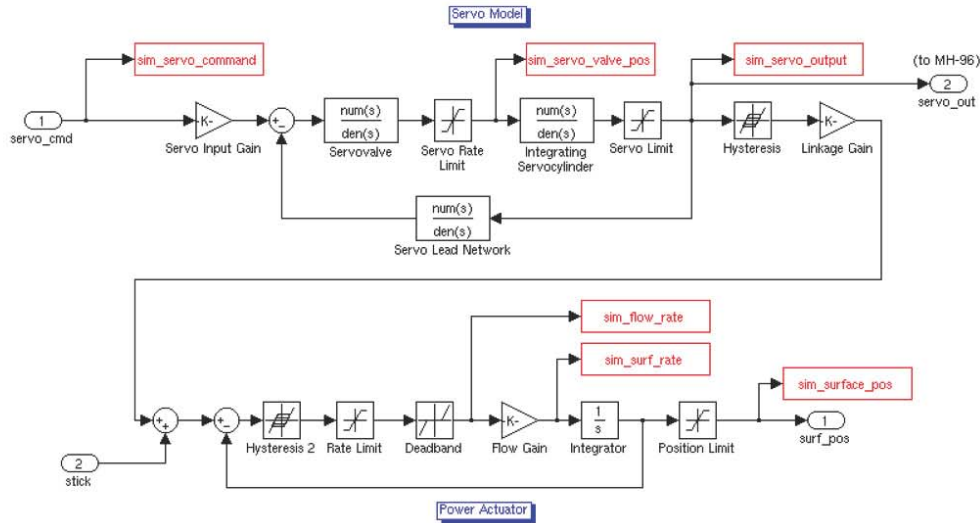 Servo Model
sim_servo_command
sim_servo_valve_pos
sim_servo_output
(to MH-96)
2
servo_out
1
servo_cmd
-K-
Servo Input Gain
+
-
num(s)
den(s)
Servovalve
Servo Rate
Limit
num(s)
den(s)
Integrating
Servocylinder
Servo Limit
Hysteresis
-K-
Linkage Gain
num(s)
den(s)
Servo Lead Network
sim_flow_rate
sim_surf_rate
sim_surface_pos
+
+
+
-
Hysteresis 2
Rate Limit
Deadband
-K-
Flow Gain
1
s
Integrator
Position Limit
1
surf_pos
2
stick
Power Actuator